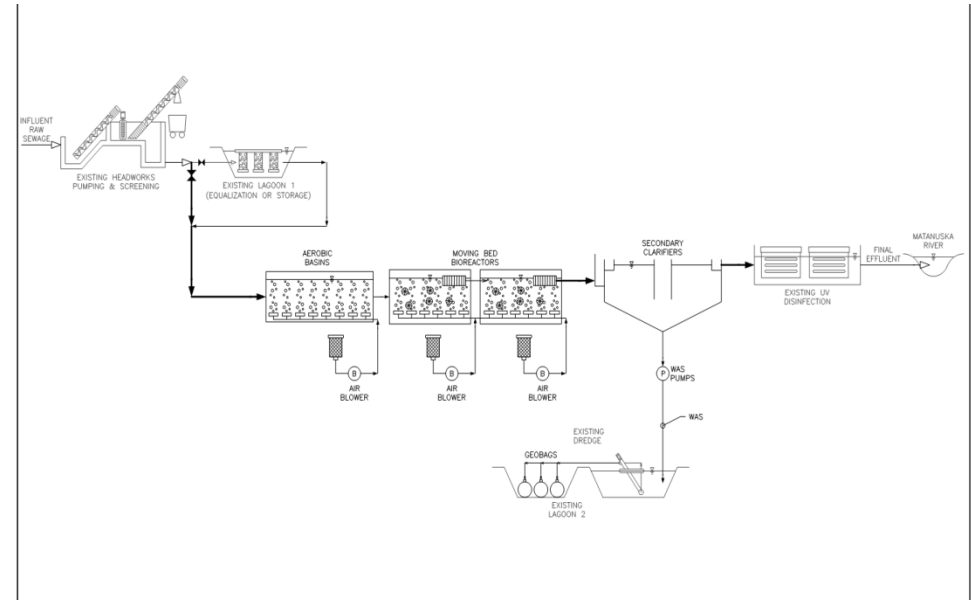 INFLUENT
RAW
SEWAGE
EXISTING HEADWORKS
PUMPING & SCREENING
EXISTING LAGOON 1
(EQUALIZATION OR STORAGE)
AEROBIC
BASINS
MOVING BED
BIOREACTORS
SECONDARY
CLARIFIERS
EXISTING UV
DISINFECTION
FINAL
EFFLUENT
MATANUSKA
RIVER
B
AIR
BLOWER
B
AIR
BLOWER
B
AIR
BLOWER
P
WAS
PUMPS
WAS
EXISTING
DREDGE
GEOBAGS
EXISTING
LAGOON 2